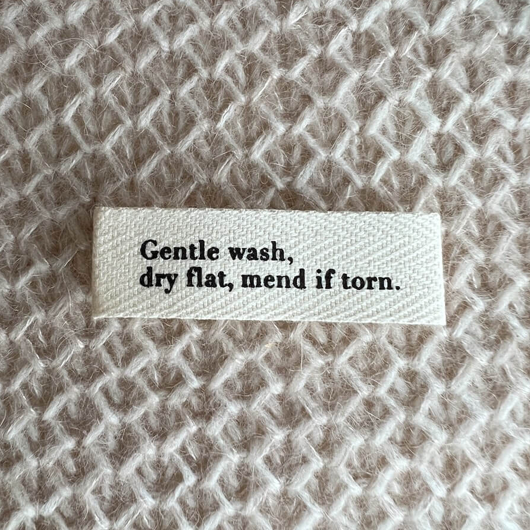 Gentle wash,
dry flat, mend if torn.